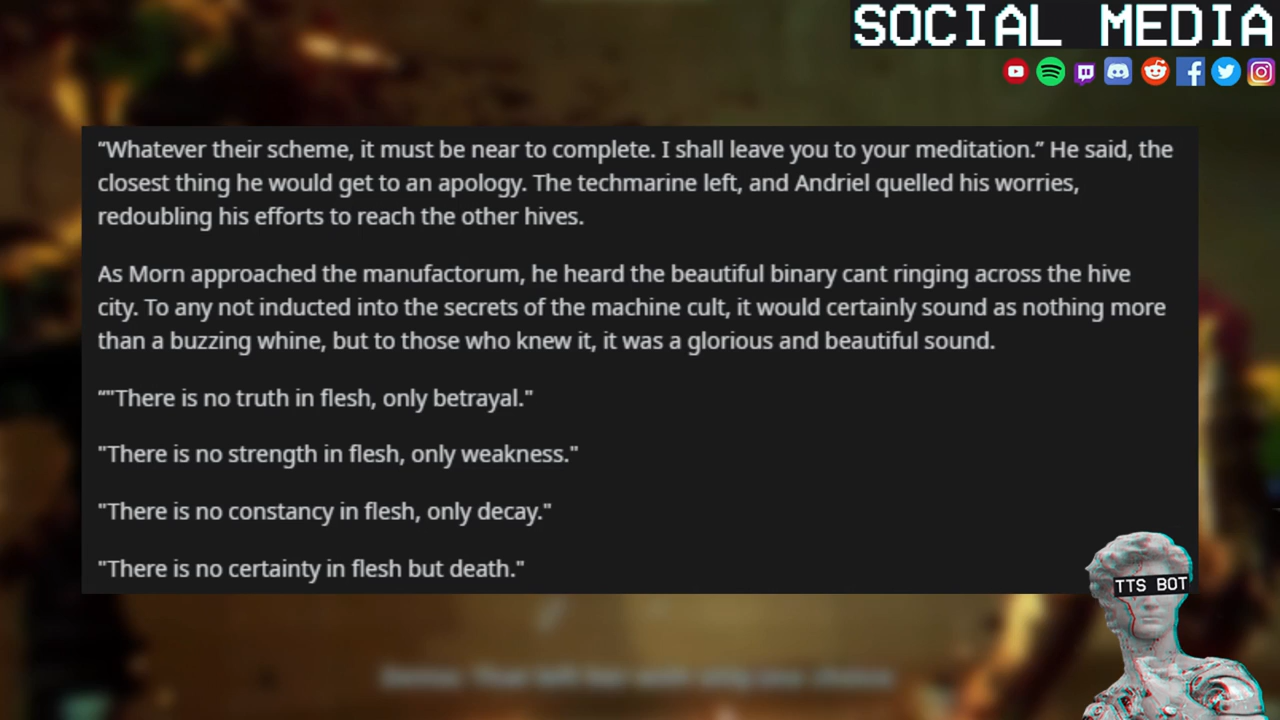 SOCIAL MEDIA
“Whatever their scheme, it must be near to complete. I shall leave you to your meditation.” He said, the
closest thing he would get to an apology. The techmarine left, and Andriel quelled his worries,
redoubling his efforts to reach the other hives.
As Morn approached the manufactorum, he heard the beautiful binary cant ringing across the hive
city. To any not inducted into the secrets of the machine cult, it would certainly sound as nothing more
than a buzzing whine, but to those who knew it, it was a glorious and beautiful sound.
“"There is no truth in flesh, only betrayal."
"There is no strength in flesh, only weakness."
"There is no constancy in flesh, only decay."
"There is no certainty in flesh but death."
TTS BOT